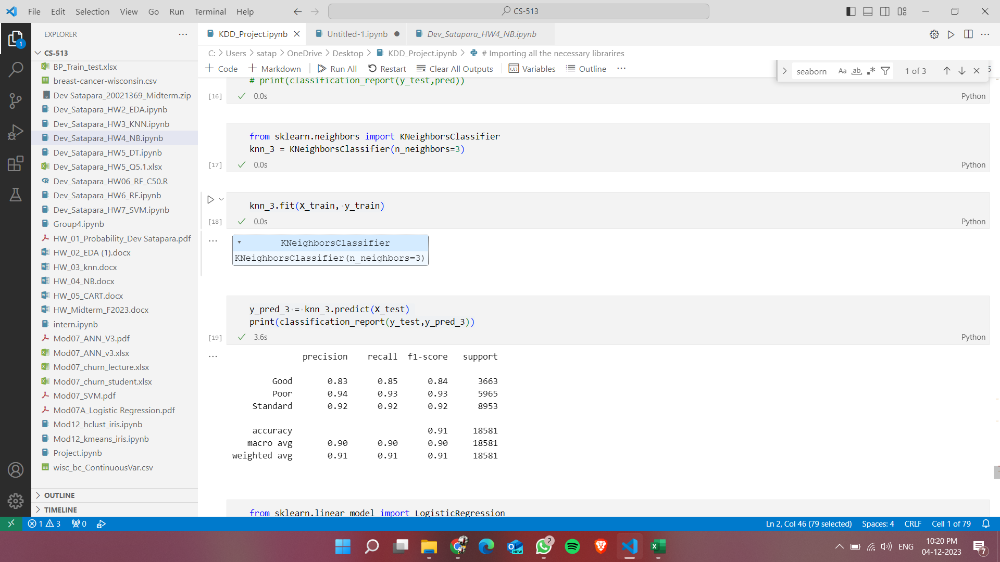 File Edit Selection View Go Run Terminal Help
CS-513
EXPLORER
KDD_Project.ipynb
Untitled-1.ipynb
Dev_Satapara_HW4_NB.ipynb
1
CS-513
C: > Users > satap > OneDrive > Desktop > KDD_Project.ipynb > # Importing all the necessary librarires
Code Markdown Run All Restart Clear All Outputs Variables Outline
seaborn Aa ab 1 of 3
BP_Train_test.xlsx
breast-cancer-wisconsin.csv
Dev Satapara_20021369_Midterm.zip
Dev_Satapara_HW2_EDA.ipynb
Dev_Satapara_HW3_KNN.ipynb
Dev_Satapara_HW4_NB.ipynb
Dev_Satapara_HW5_DT.ipynb
Dev_Satapara_HW5_Q5.1.xlsx
Dev_Satapara_HW06_RF_C50.R
Dev_Satapara_HW6_RF.ipynb
Dev_Satapara_HW7_SVM.ipynb
Group4.ipynb
HW_01_Probability_Dev Satapara.pdf
HW_02_EDA (1).docx
HW_03_knn.docx
HW_04_NB.docx
HW_05_CART.docx
HW_Midterm_F2023.docx
intern.ipynb
Mod07_ANN_V3.pdf
Mod07_ANN_v3.xlsx
Mod07_churn_lecture.xlsx
Mod07_churn_student.xlsx
Mod07_SVM.pdf
Mod07A_Logistic Regression.pdf
Mod12_hclust_iris.ipynb
Mod12_kmeans_iris.ipynb
Project.ipynb
wisc_bc_ContinuousVar.csv
OUTLINE
TIMELINE
# print(classification_report(y_test,pred))
[16] 0.0s Python
from sklearn.neighbors import KNeighborsClassifier
knn_3 = KNeighborsClassifier(n_neighbors=3)
[17] 0.0s Python
knn_3.fit(X_train, y_train)
[18] 0.0s Python
KNeighborsClassifier
KNeighborsClassifier(n_neighbors=3)
y_pred_3 = knn_3.predict(X_test)
print(classification_report(y_test,y_pred_3))
[19] 3.6s Python
precision recall f1-score support
Good 0.83 0.85 0.84 3663
Poor 0.94 0.93 0.93 5965
Standard 0.92 0.92 0.92 8953
accuracy 0.91 18581
macro avg 0.90 0.90 0.90 18581
weighted avg 0.91 0.91 0.91 18581
from sklearn.linear_model import LogisticRegression
1 3 0
Ln 2, Col 46 (79 selected) Spaces: 4 CRLF Cell 1 of 79
NEW
2
ENG
10:20 PM
04-12-2023
7